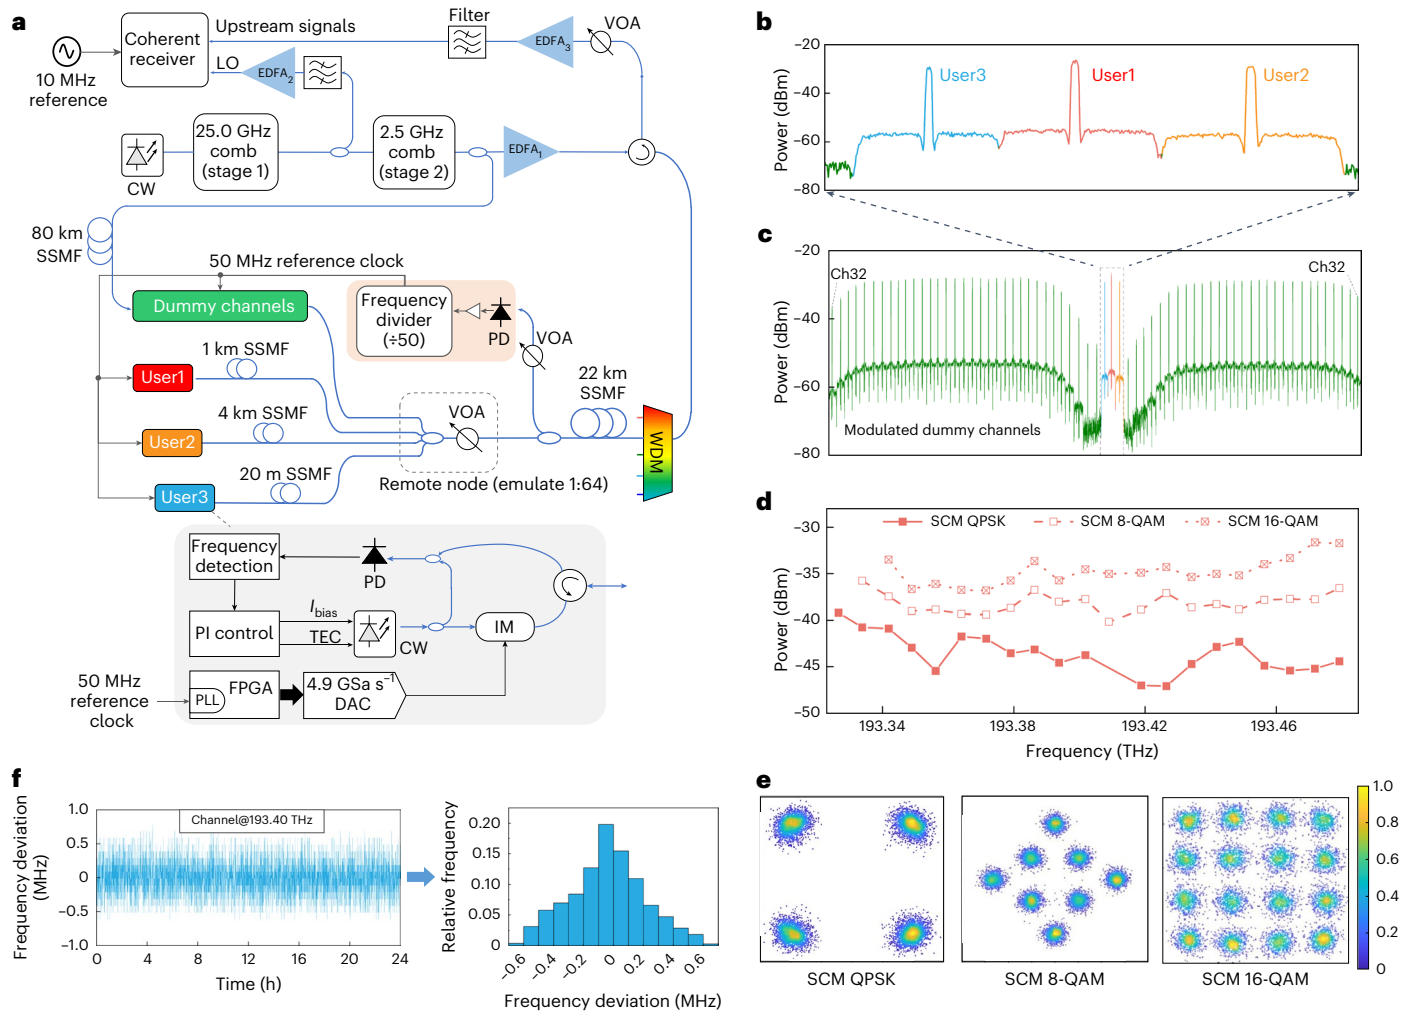 a
Coherent
receiver
10 MHz
reference
Upstream signals
LO
EDFA2
Filter
EDFA3
VOA
25.0 GHz
comb
(stage 1)
2.5 GHz
comb
(stage 2)
EDFA1
CW
80 km
SSMF
50 MHz reference clock
Dummy channels
Frequency
divider
(÷50)
PD
VOA
1 km SSMF
User1
22 km
SSMF
4 km SSMF
User2
VOA
WDM
20 m SSMF
User3
Remote node (emulate 1:64)
Frequency
detection
PD
PI control
Ibias
TEC
CW
IM
50 MHz
reference
clock
PLL
FPGA
4.9 GSa s−1
DAC
b
Power (dBm)
−20
−40
−60
−80
User3
User1
User2
c
Power (dBm)
−20
−40
−60
−80
Ch32
Ch32
Modulated dummy channels
d
Power (dBm)
−30
−35
−40
−45
−50
SCM QPSK
SCM 8-QAM
SCM 16-QAM
193.34
193.38
193.42
193.46
Frequency (THz)
e
SCM QPSK
SCM 8-QAM
SCM 16-QAM
1.0
0.8
0.6
0.4
0.2
0
f
Frequency deviation
(MHz)
1.0
0.5
0
−0.5
−1.0
Channel@193.40 THz
0
4
8
12
16
20
24
Time (h)
Relative frequency
0.20
0.15
0.10
0.05
0
−0.6
−0.4
−0.2
0
0.2
0.4
0.6
Frequency deviation (MHz)